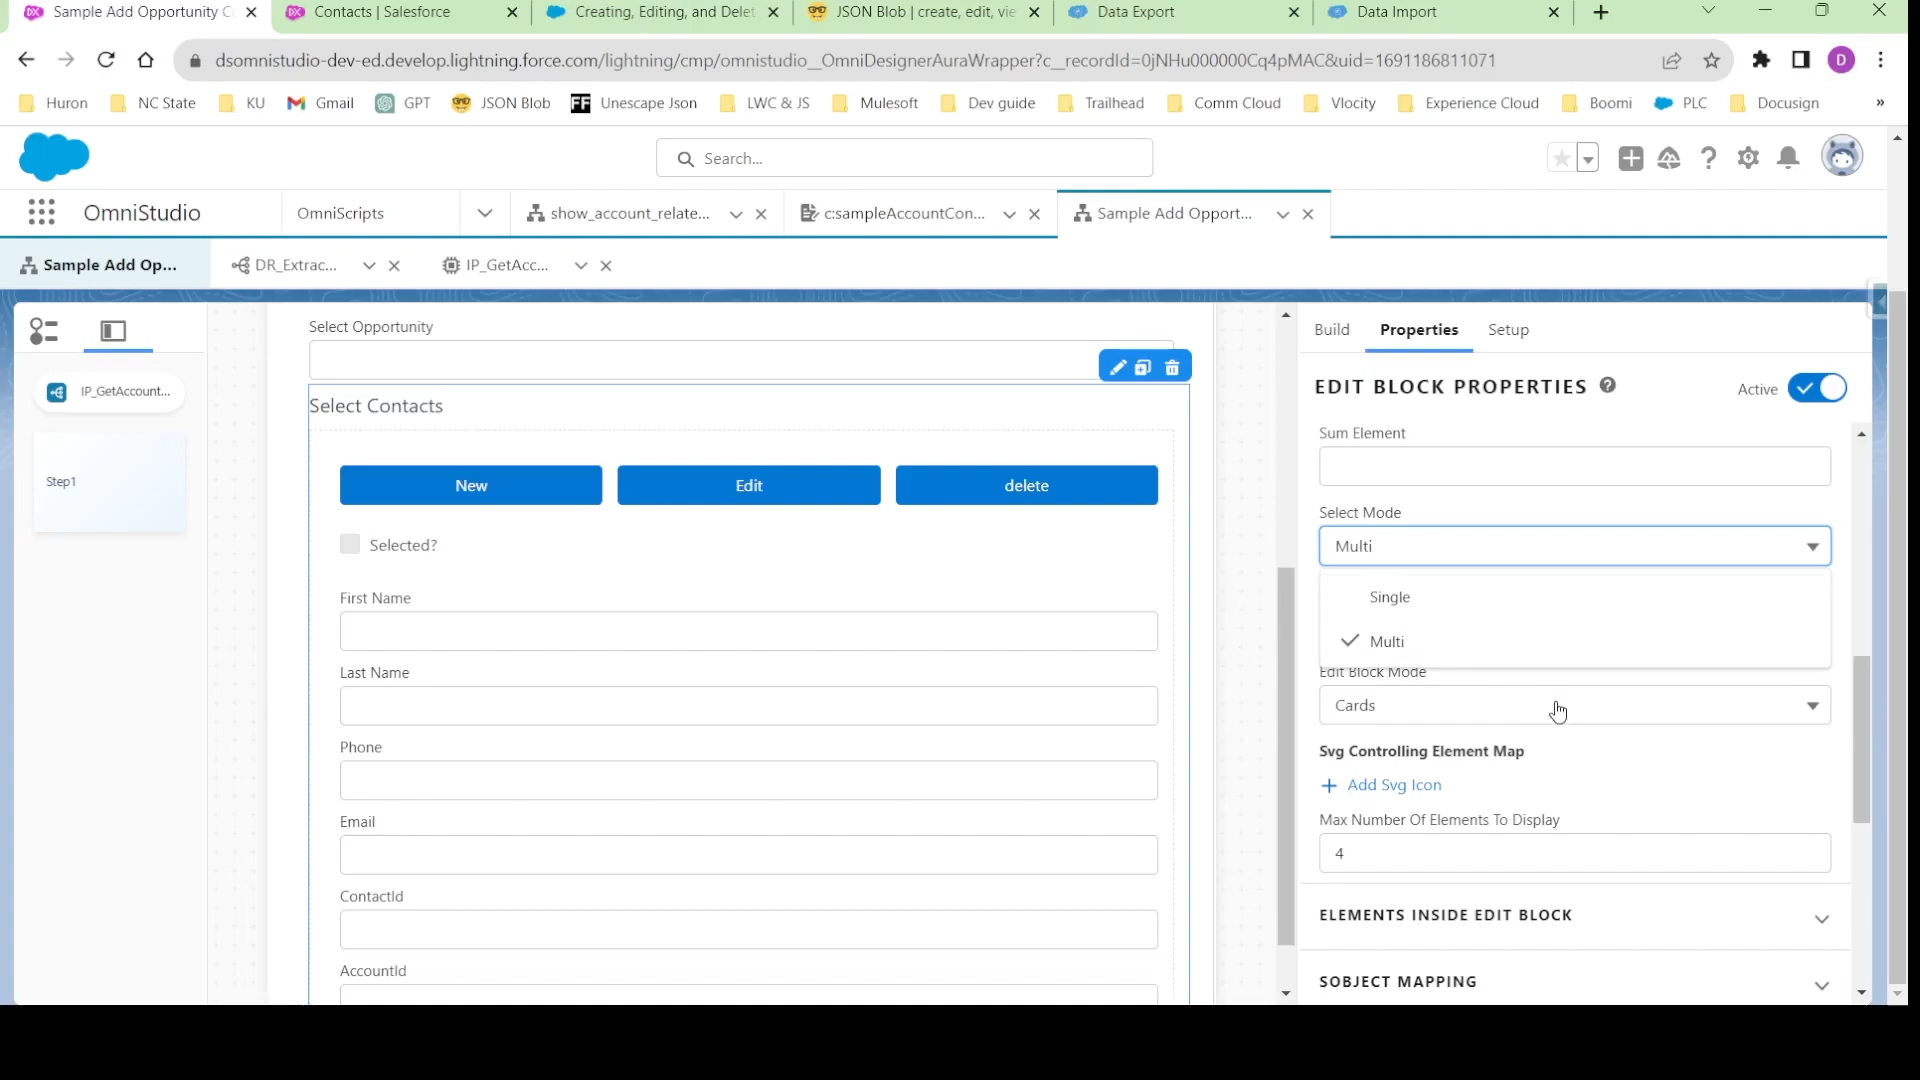 Sample Add Opportunity C
Contacts | Salesforce
Creating, Editing, and Delet
JSON Blob | create, edit, vie
Data Export
Data Import
dsomnistudio-dev-ed.develop.lightning.force.com/lightning/cmp/omnistudio__OmniDesignerAuraWrapper?c__recordId=0jNHu000000Cq4pMAC&uid=1691186811071
D
Huron
NC State
KU
Gmail
GPT
JSON Blob
FF Unescape Json
LWC & JS
Mulesoft
Dev guide
Trailhead
Comm Cloud
Vlocity
Experience Cloud
Boomi
PLC
Docusign
»
Search...
OmniStudio
OmniScripts
show_account_relate...
c:sampleAccountCon...
Sample Add Opport...
Sample Add Op...
DR_Extrac...
IP_GetAcc...
IP_GetAccount...
Step1
Select Opportunity
Select Contacts
New
Edit
delete
Selected?
First Name
Last Name
Phone
Email
ContactId
AccountId
Build
Properties
Setup
EDIT BLOCK PROPERTIES
Active
Sum Element
Select Mode
Multi
Single
Multi
Edit Block Mode
Cards
Svg Controlling Element Map
+ Add Svg Icon
Max Number Of Elements To Display
4
ELEMENTS INSIDE EDIT BLOCK
SOBJECT MAPPING